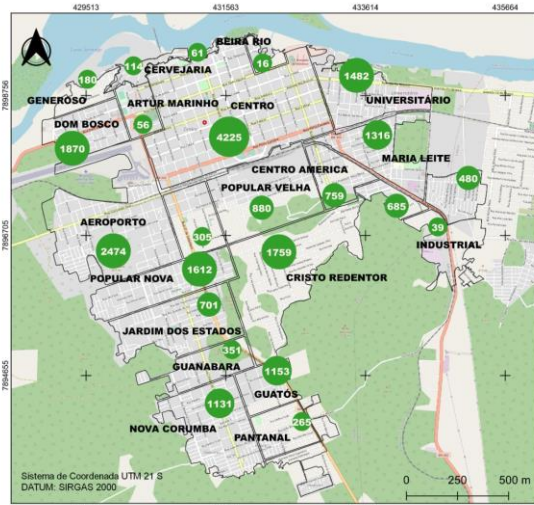 429513 431563 433614 435664
7898756
7896705
7894655
BEIRA RIO
61
16
114
CERVEJARIA
180
1482
GENEROSO
ARTUR MARINHO
CENTRO
UNIVERSITÁRIO
DOM BOSCO
56
1316
4225
1870
MARIA LEITE
CENTRO AMERICA
POPULAR VELHA
480
759
880
685
AEROPORTO
39
305
2474
INDUSTRIAL
1759
1612
POPULAR NOVA
CRISTO REDENTOR
701
JARDIM DOS ESTADOS
351
GUANABARA
1153
GUATÓS
1131
265
NOVA CORUMBA
PANTANAL
Sistema de Coordenada UTM 21 S
DATUM: SIRGAS 2000
0 250 500 m